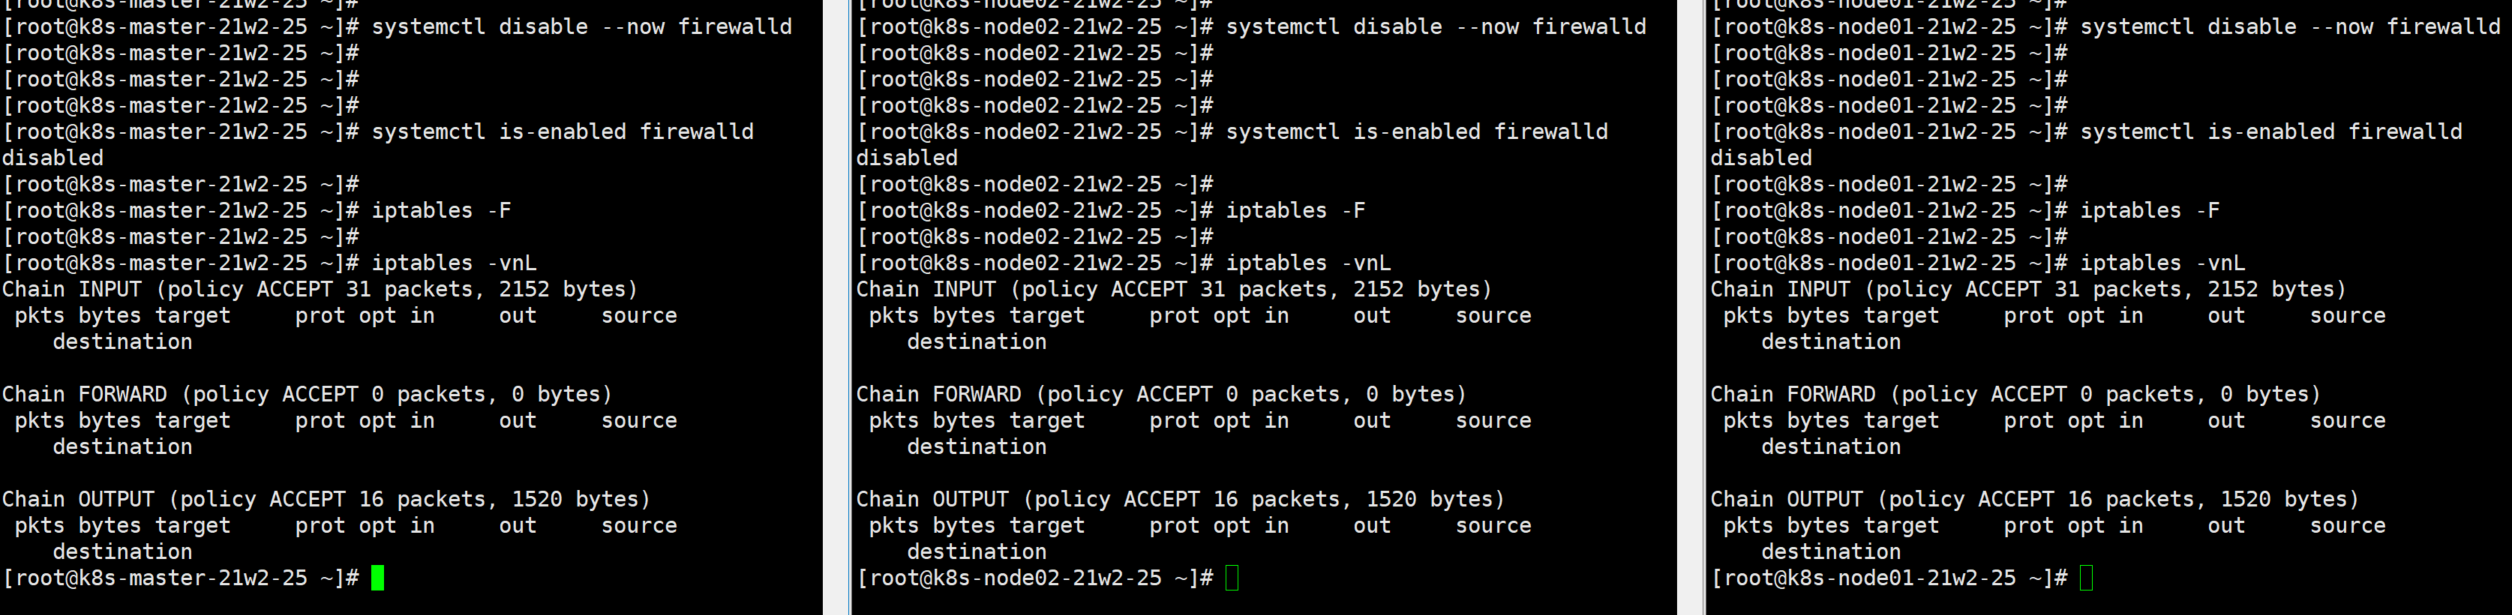 [root@k8s-master-21w2-25 ~]#
[root@k8s-master-21w2-25 ~]# systemctl disable --now firewalld
[root@k8s-master-21w2-25 ~]#
[root@k8s-master-21w2-25 ~]#
[root@k8s-master-21w2-25 ~]#
[root@k8s-master-21w2-25 ~]# systemctl is-enabled firewalld
disabled
[root@k8s-master-21w2-25 ~]#
[root@k8s-master-21w2-25 ~]# iptables -F
[root@k8s-master-21w2-25 ~]#
[root@k8s-master-21w2-25 ~]# iptables -vnL
Chain INPUT (policy ACCEPT 31 packets, 2152 bytes)
 pkts bytes target     prot opt in     out     source
    destination

Chain FORWARD (policy ACCEPT 0 packets, 0 bytes)
 pkts bytes target     prot opt in     out     source
    destination

Chain OUTPUT (policy ACCEPT 16 packets, 1520 bytes)
 pkts bytes target     prot opt in     out     source
    destination
[root@k8s-master-21w2-25 ~]#
[root@k8s-node02-21w2-25 ~]#
[root@k8s-node02-21w2-25 ~]# systemctl disable --now firewalld
[root@k8s-node02-21w2-25 ~]#
[root@k8s-node02-21w2-25 ~]#
[root@k8s-node02-21w2-25 ~]#
[root@k8s-node02-21w2-25 ~]# systemctl is-enabled firewalld
disabled
[root@k8s-node02-21w2-25 ~]#
[root@k8s-node02-21w2-25 ~]# iptables -F
[root@k8s-node02-21w2-25 ~]#
[root@k8s-node02-21w2-25 ~]# iptables -vnL
Chain INPUT (policy ACCEPT 31 packets, 2152 bytes)
 pkts bytes target     prot opt in     out     source
    destination

Chain FORWARD (policy ACCEPT 0 packets, 0 bytes)
 pkts bytes target     prot opt in     out     source
    destination

Chain OUTPUT (policy ACCEPT 16 packets, 1520 bytes)
 pkts bytes target     prot opt in     out     source
    destination
[root@k8s-node02-21w2-25 ~]#
[root@k8s-node01-21w2-25 ~]#
[root@k8s-node01-21w2-25 ~]# systemctl disable --now firewalld
[root@k8s-node01-21w2-25 ~]#
[root@k8s-node01-21w2-25 ~]#
[root@k8s-node01-21w2-25 ~]#
[root@k8s-node01-21w2-25 ~]# systemctl is-enabled firewalld
disabled
[root@k8s-node01-21w2-25 ~]#
[root@k8s-node01-21w2-25 ~]# iptables -F
[root@k8s-node01-21w2-25 ~]#
[root@k8s-node01-21w2-25 ~]# iptables -vnL
Chain INPUT (policy ACCEPT 31 packets, 2152 bytes)
 pkts bytes target     prot opt in     out     source
    destination

Chain FORWARD (policy ACCEPT 0 packets, 0 bytes)
 pkts bytes target     prot opt in     out     source
    destination

Chain OUTPUT (policy ACCEPT 16 packets, 1520 bytes)
 pkts bytes target     prot opt in     out     source
    destination
[root@k8s-node01-21w2-25 ~]#